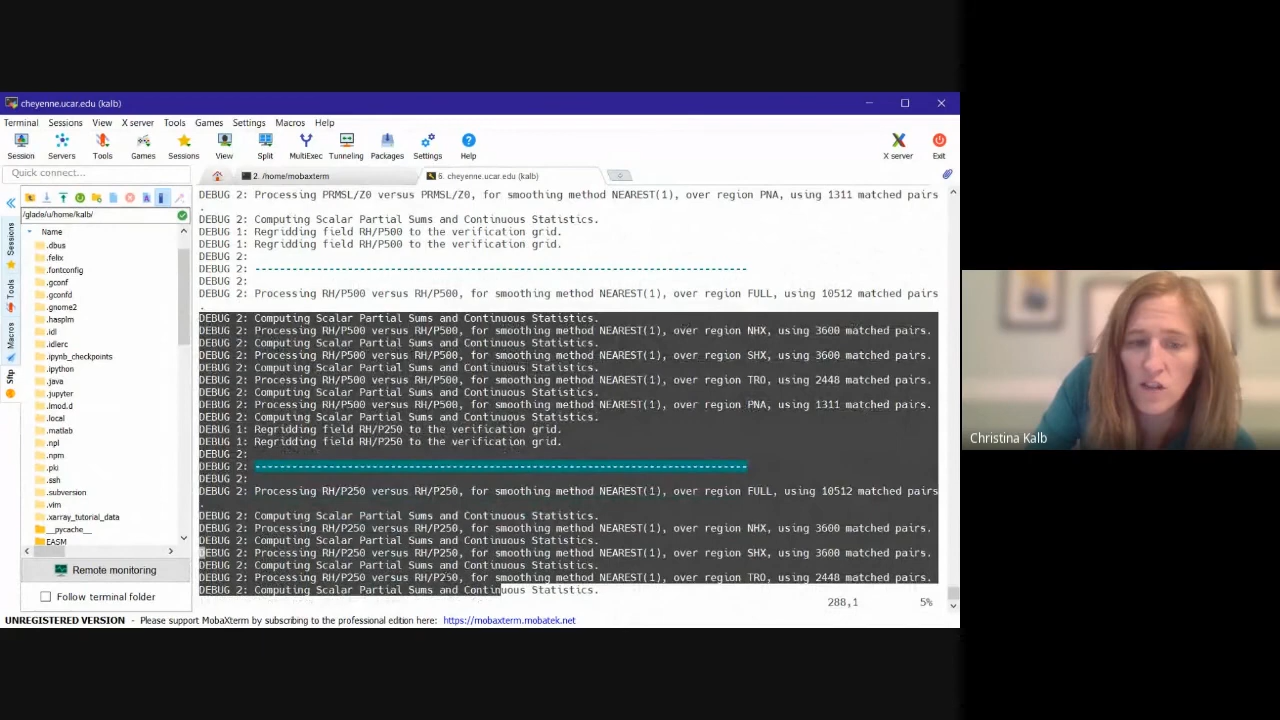 cheyenne.ucar.edu (kalb)
Terminal Sessions View X server Tools Games Settings Macros Help
Session Servers Tools Games Sessions View Split MultiExec Tunneling Packages Settings Help X server Exit
Quick connect...
2. /home/mobaxterm
6. cheyenne.ucar.edu (kalb)
/glade/u/home/kalb/
Sessions
Tools
Macros
Sftp
Name
.dbus
.felix
.fontconfig
.gconf
.gconfd
.gnome2
.hasplm
.idl
.idlerc
.ipynb_checkpoints
.ipython
.java
.jupyter
.lmod.d
.local
.matlab
.npl
.npm
.pki
.ssh
.subversion
.vim
.xarray_tutorial_data
__pycache__
EASM
Remote monitoring
Follow terminal folder
DEBUG 2: Processing PRMSL/Z0 versus PRMSL/Z0, for smoothing method NEAREST(1), over region PNA, using 1311 matched pairs
.
DEBUG 2: Computing Scalar Partial Sums and Continuous Statistics.
DEBUG 1: Regridding field RH/P500 to the verification grid.
DEBUG 1: Regridding field RH/P500 to the verification grid.
DEBUG 2:
DEBUG 2: --------------------------------------------------------------------------------
DEBUG 2:
DEBUG 2: Processing RH/P500 versus RH/P500, for smoothing method NEAREST(1), over region FULL, using 10512 matched pairs
.
DEBUG 2: Computing Scalar Partial Sums and Continuous Statistics.
DEBUG 2: Processing RH/P500 versus RH/P500, for smoothing method NEAREST(1), over region NHX, using 3600 matched pairs.
DEBUG 2: Computing Scalar Partial Sums and Continuous Statistics.
DEBUG 2: Processing RH/P500 versus RH/P500, for smoothing method NEAREST(1), over region SHX, using 3600 matched pairs.
DEBUG 2: Computing Scalar Partial Sums and Continuous Statistics.
DEBUG 2: Processing RH/P500 versus RH/P500, for smoothing method NEAREST(1), over region TRO, using 2448 matched pairs.
DEBUG 2: Computing Scalar Partial Sums and Continuous Statistics.
DEBUG 2: Processing RH/P500 versus RH/P500, for smoothing method NEAREST(1), over region PNA, using 1311 matched pairs.
DEBUG 2: Computing Scalar Partial Sums and Continuous Statistics.
DEBUG 1: Regridding field RH/P250 to the verification grid.
DEBUG 1: Regridding field RH/P250 to the verification grid.
DEBUG 2:
DEBUG 2: --------------------------------------------------------------------------------
DEBUG 2:
DEBUG 2: Processing RH/P250 versus RH/P250, for smoothing method NEAREST(1), over region FULL, using 10512 matched pairs
.
DEBUG 2: Computing Scalar Partial Sums and Continuous Statistics.
DEBUG 2: Processing RH/P250 versus RH/P250, for smoothing method NEAREST(1), over region NHX, using 3600 matched pairs.
DEBUG 2: Computing Scalar Partial Sums and Continuous Statistics.
DEBUG 2: Processing RH/P250 versus RH/P250, for smoothing method NEAREST(1), over region SHX, using 3600 matched pairs.
DEBUG 2: Computing Scalar Partial Sums and Continuous Statistics.
DEBUG 2: Processing RH/P250 versus RH/P250, for smoothing method NEAREST(1), over region TRO, using 2448 matched pairs.
DEBUG 2: Computing Scalar Partial Sums and Continuous Statistics.
288,1 5%
UNREGISTERED VERSION - Please support MobaXterm by subscribing to the professional edition here: https://mobaxterm.mobatek.net
Christina Kalb